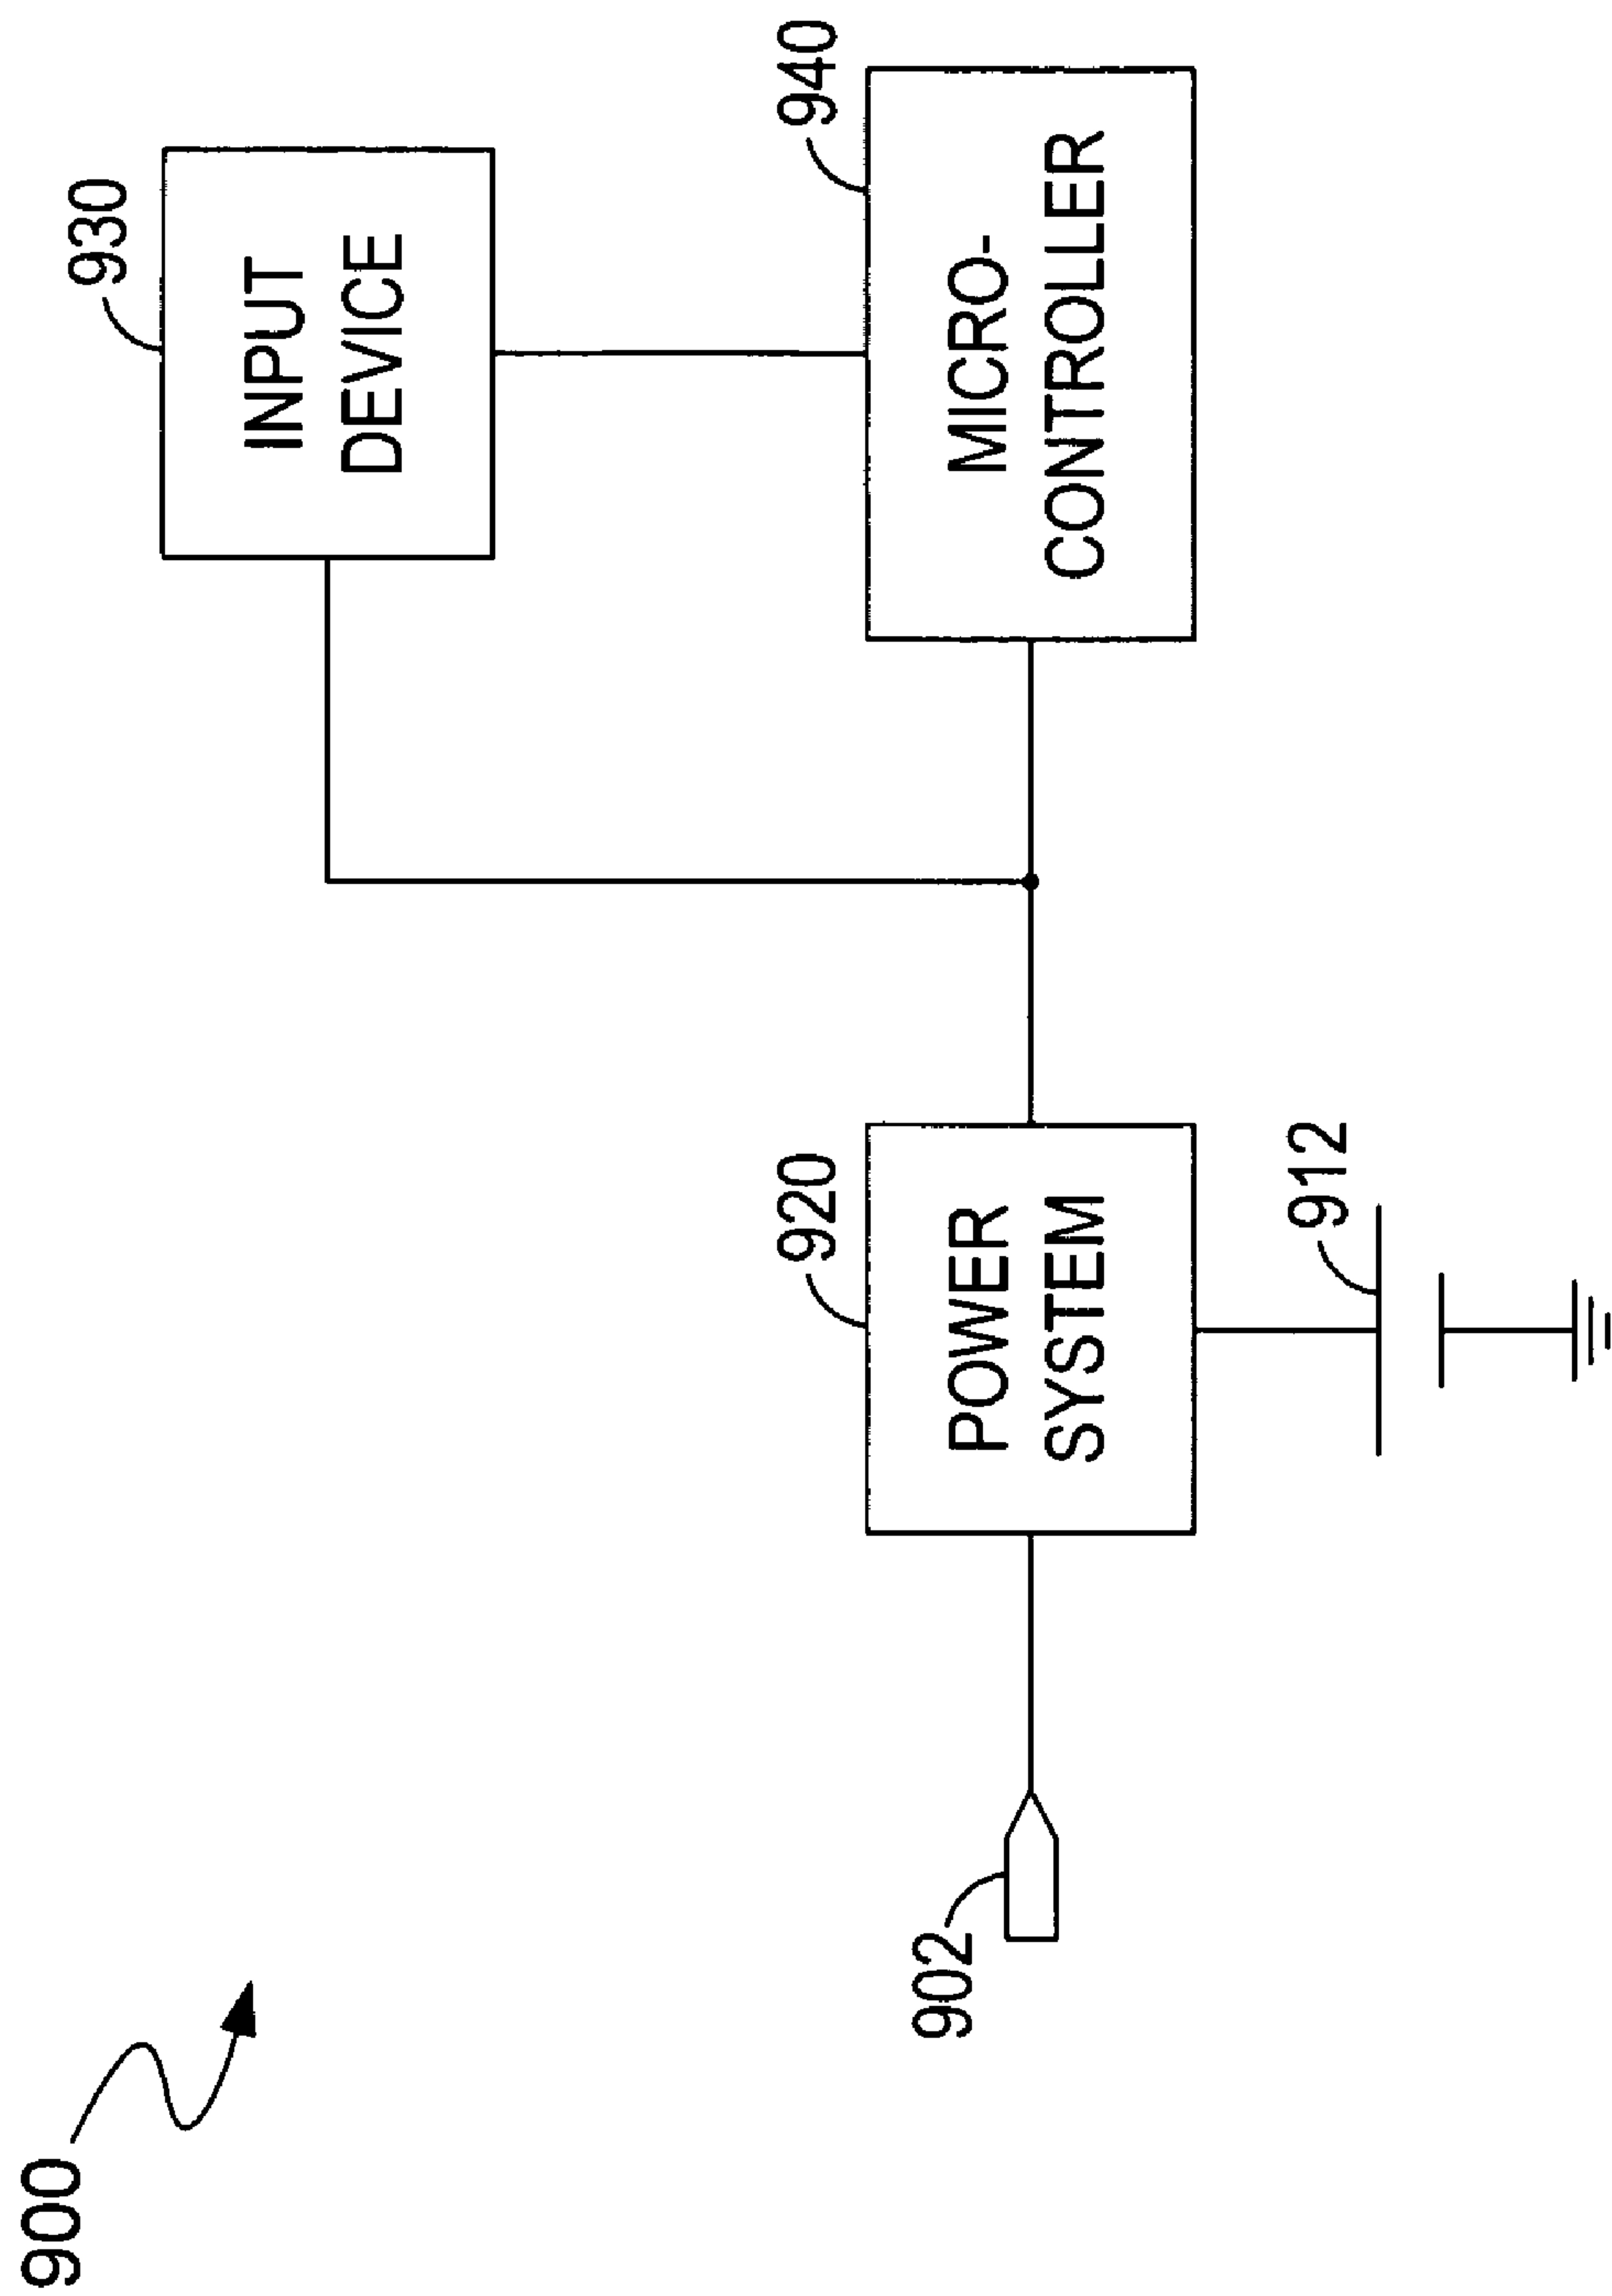 900
930
INPUT
DEVICE
902
920
POWER
SYSTEM
940
MICRO-
CONTROLLER
912